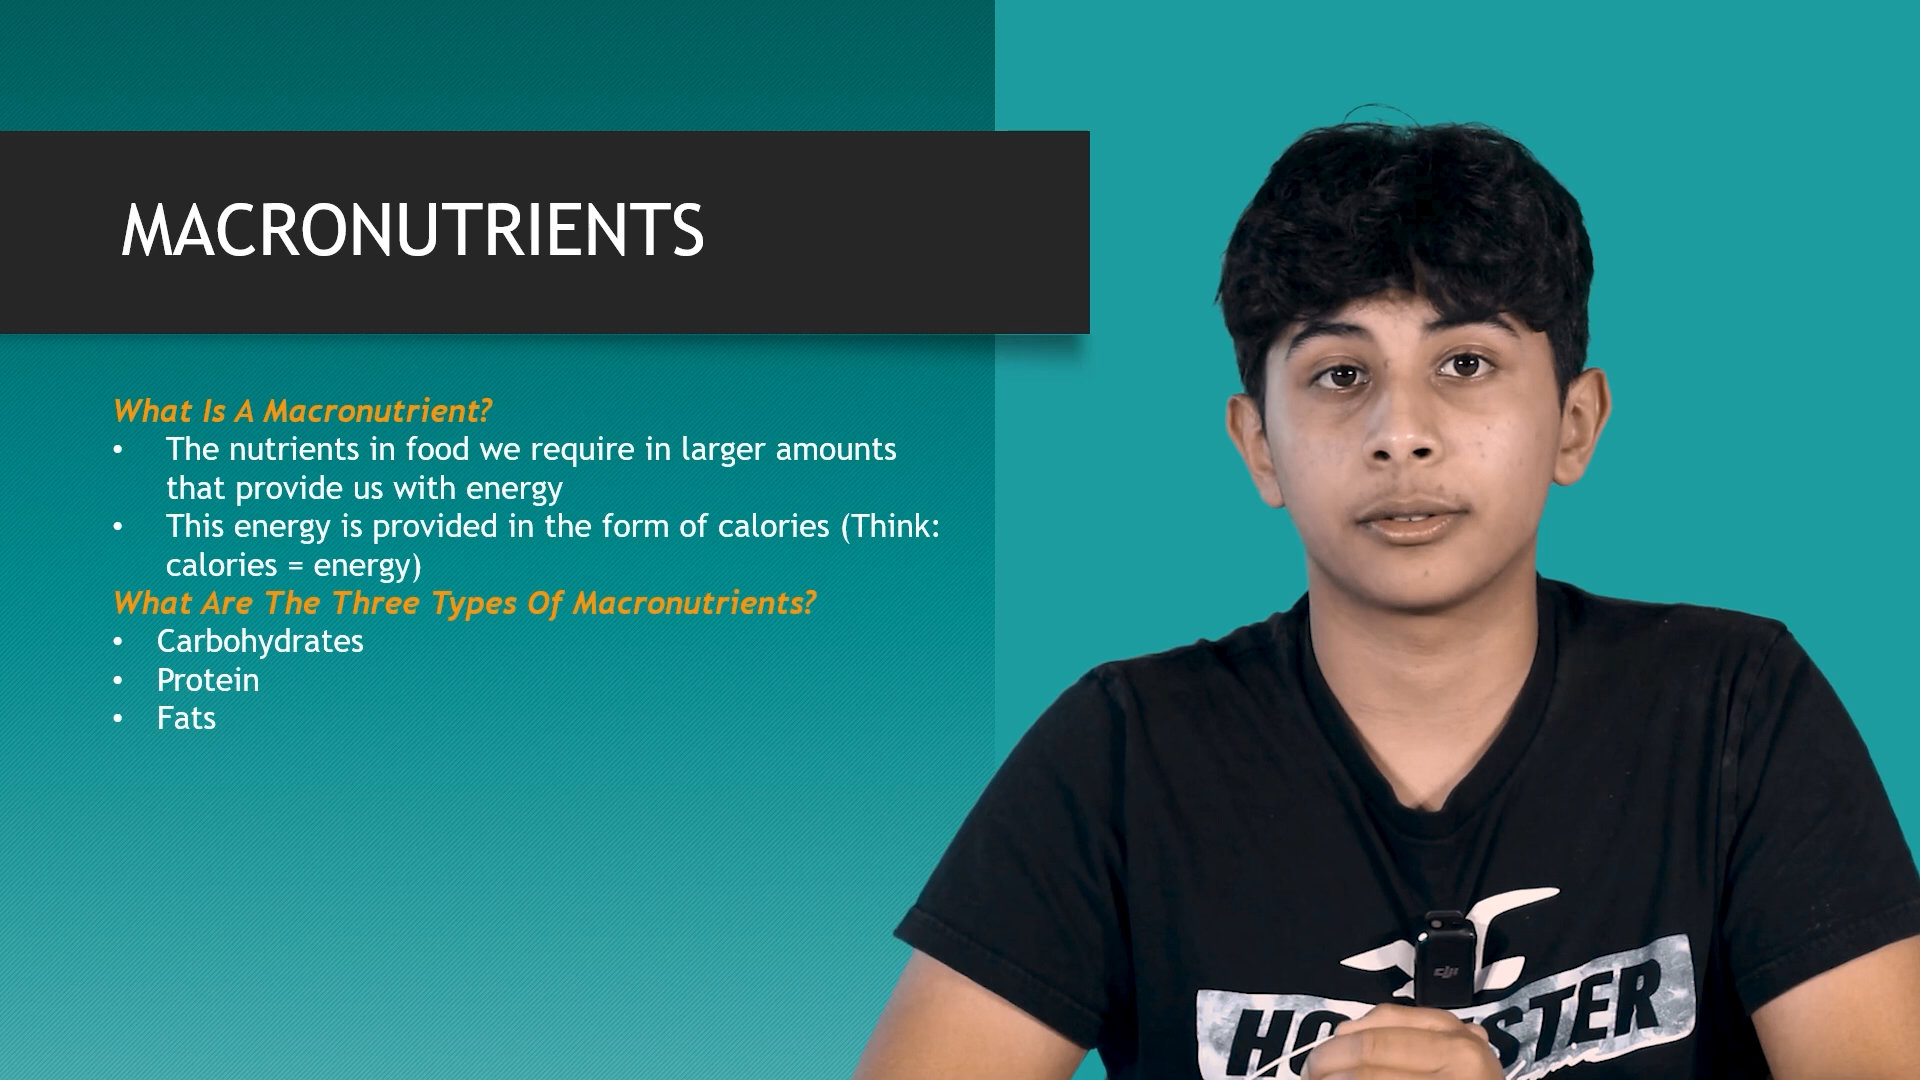 MACRONUTRIENTS
What Is A Macronutrient?
• The nutrients in food we require in larger amounts
that provide us with energy
• This energy is provided in the form of calories (Think:
calories = energy)
What Are The Three Types Of Macronutrients?
• Carbohydrates
• Protein
• Fats
dji